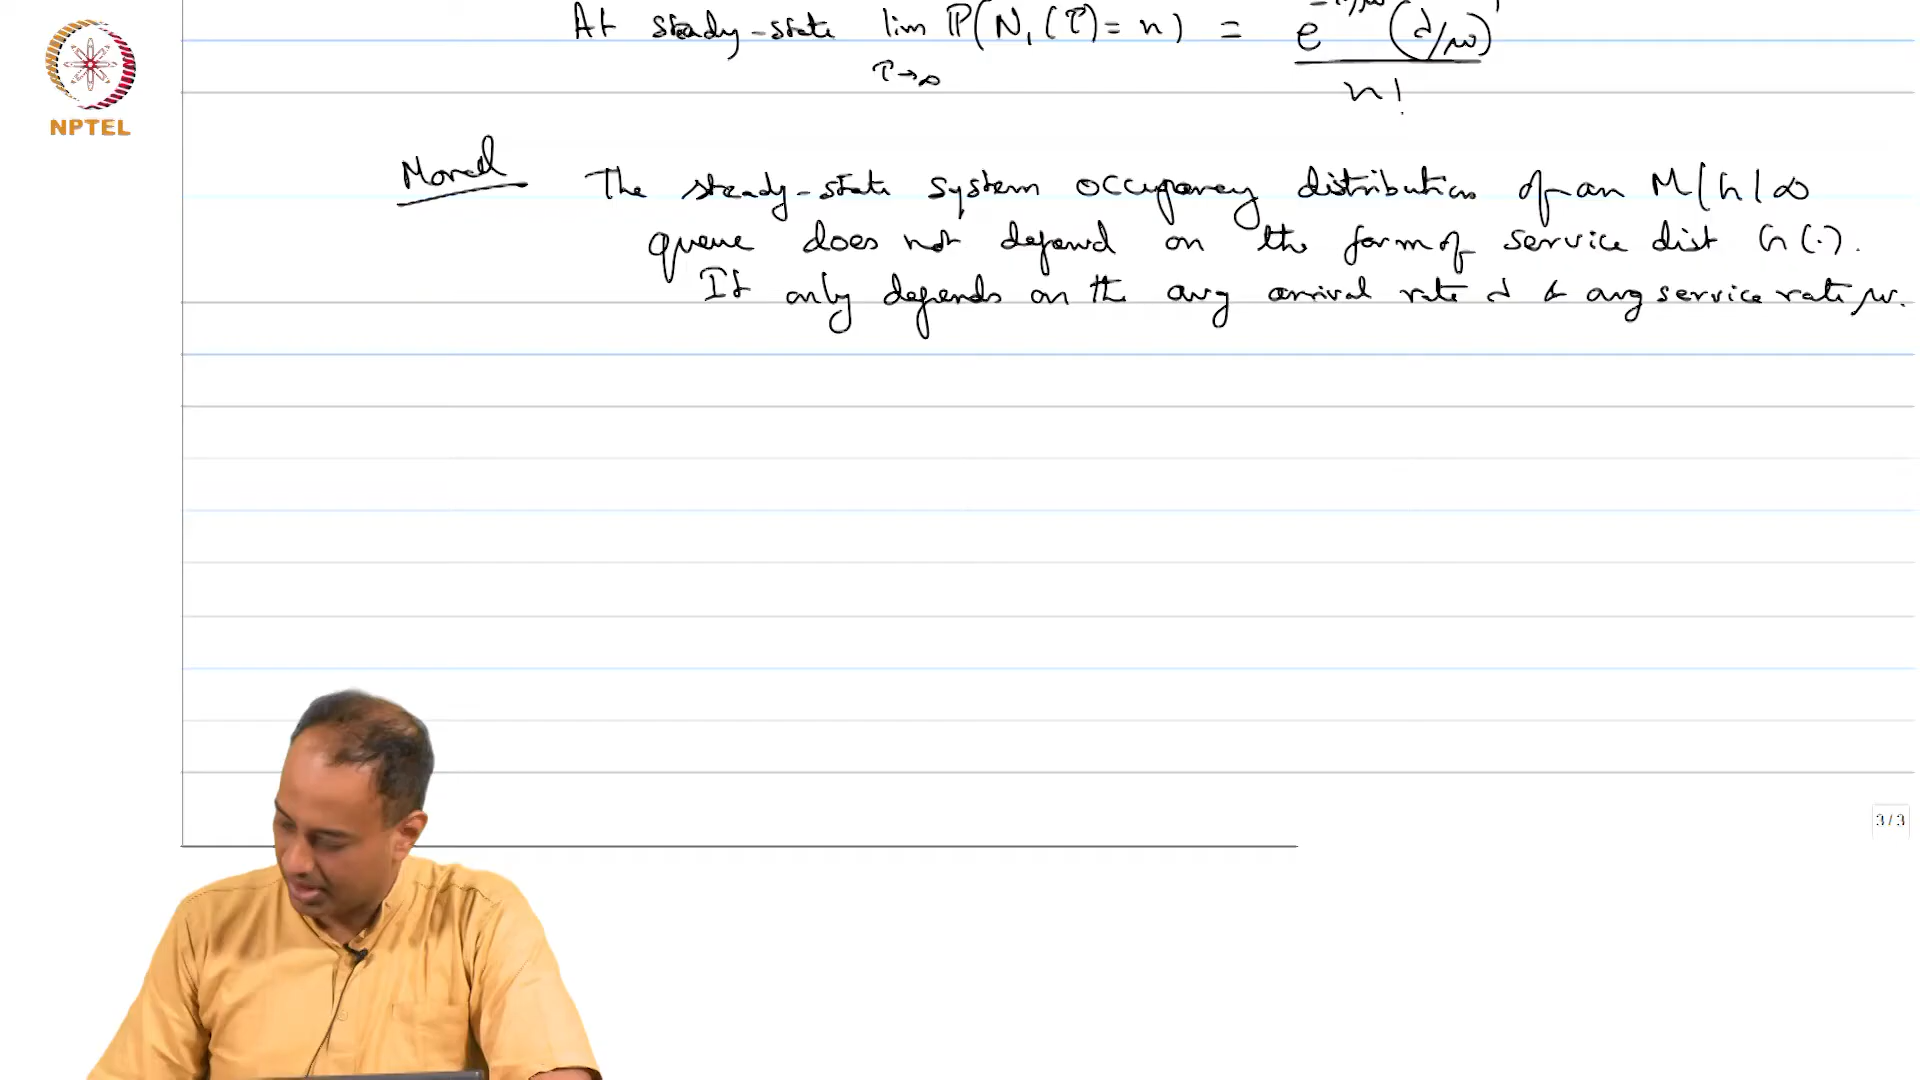 NPTEL
At steady-state lim P(N₁(τ)=n) = e^{-λ/μ} (λ/μ)^n
τ→∞ n!
Moral The steady-state system occupancy distribution of an M/G/∞
queue does not depend on the form of service dist G(·).
It only depends on the avg arrival rate λ & avg service rate μ.
3/3